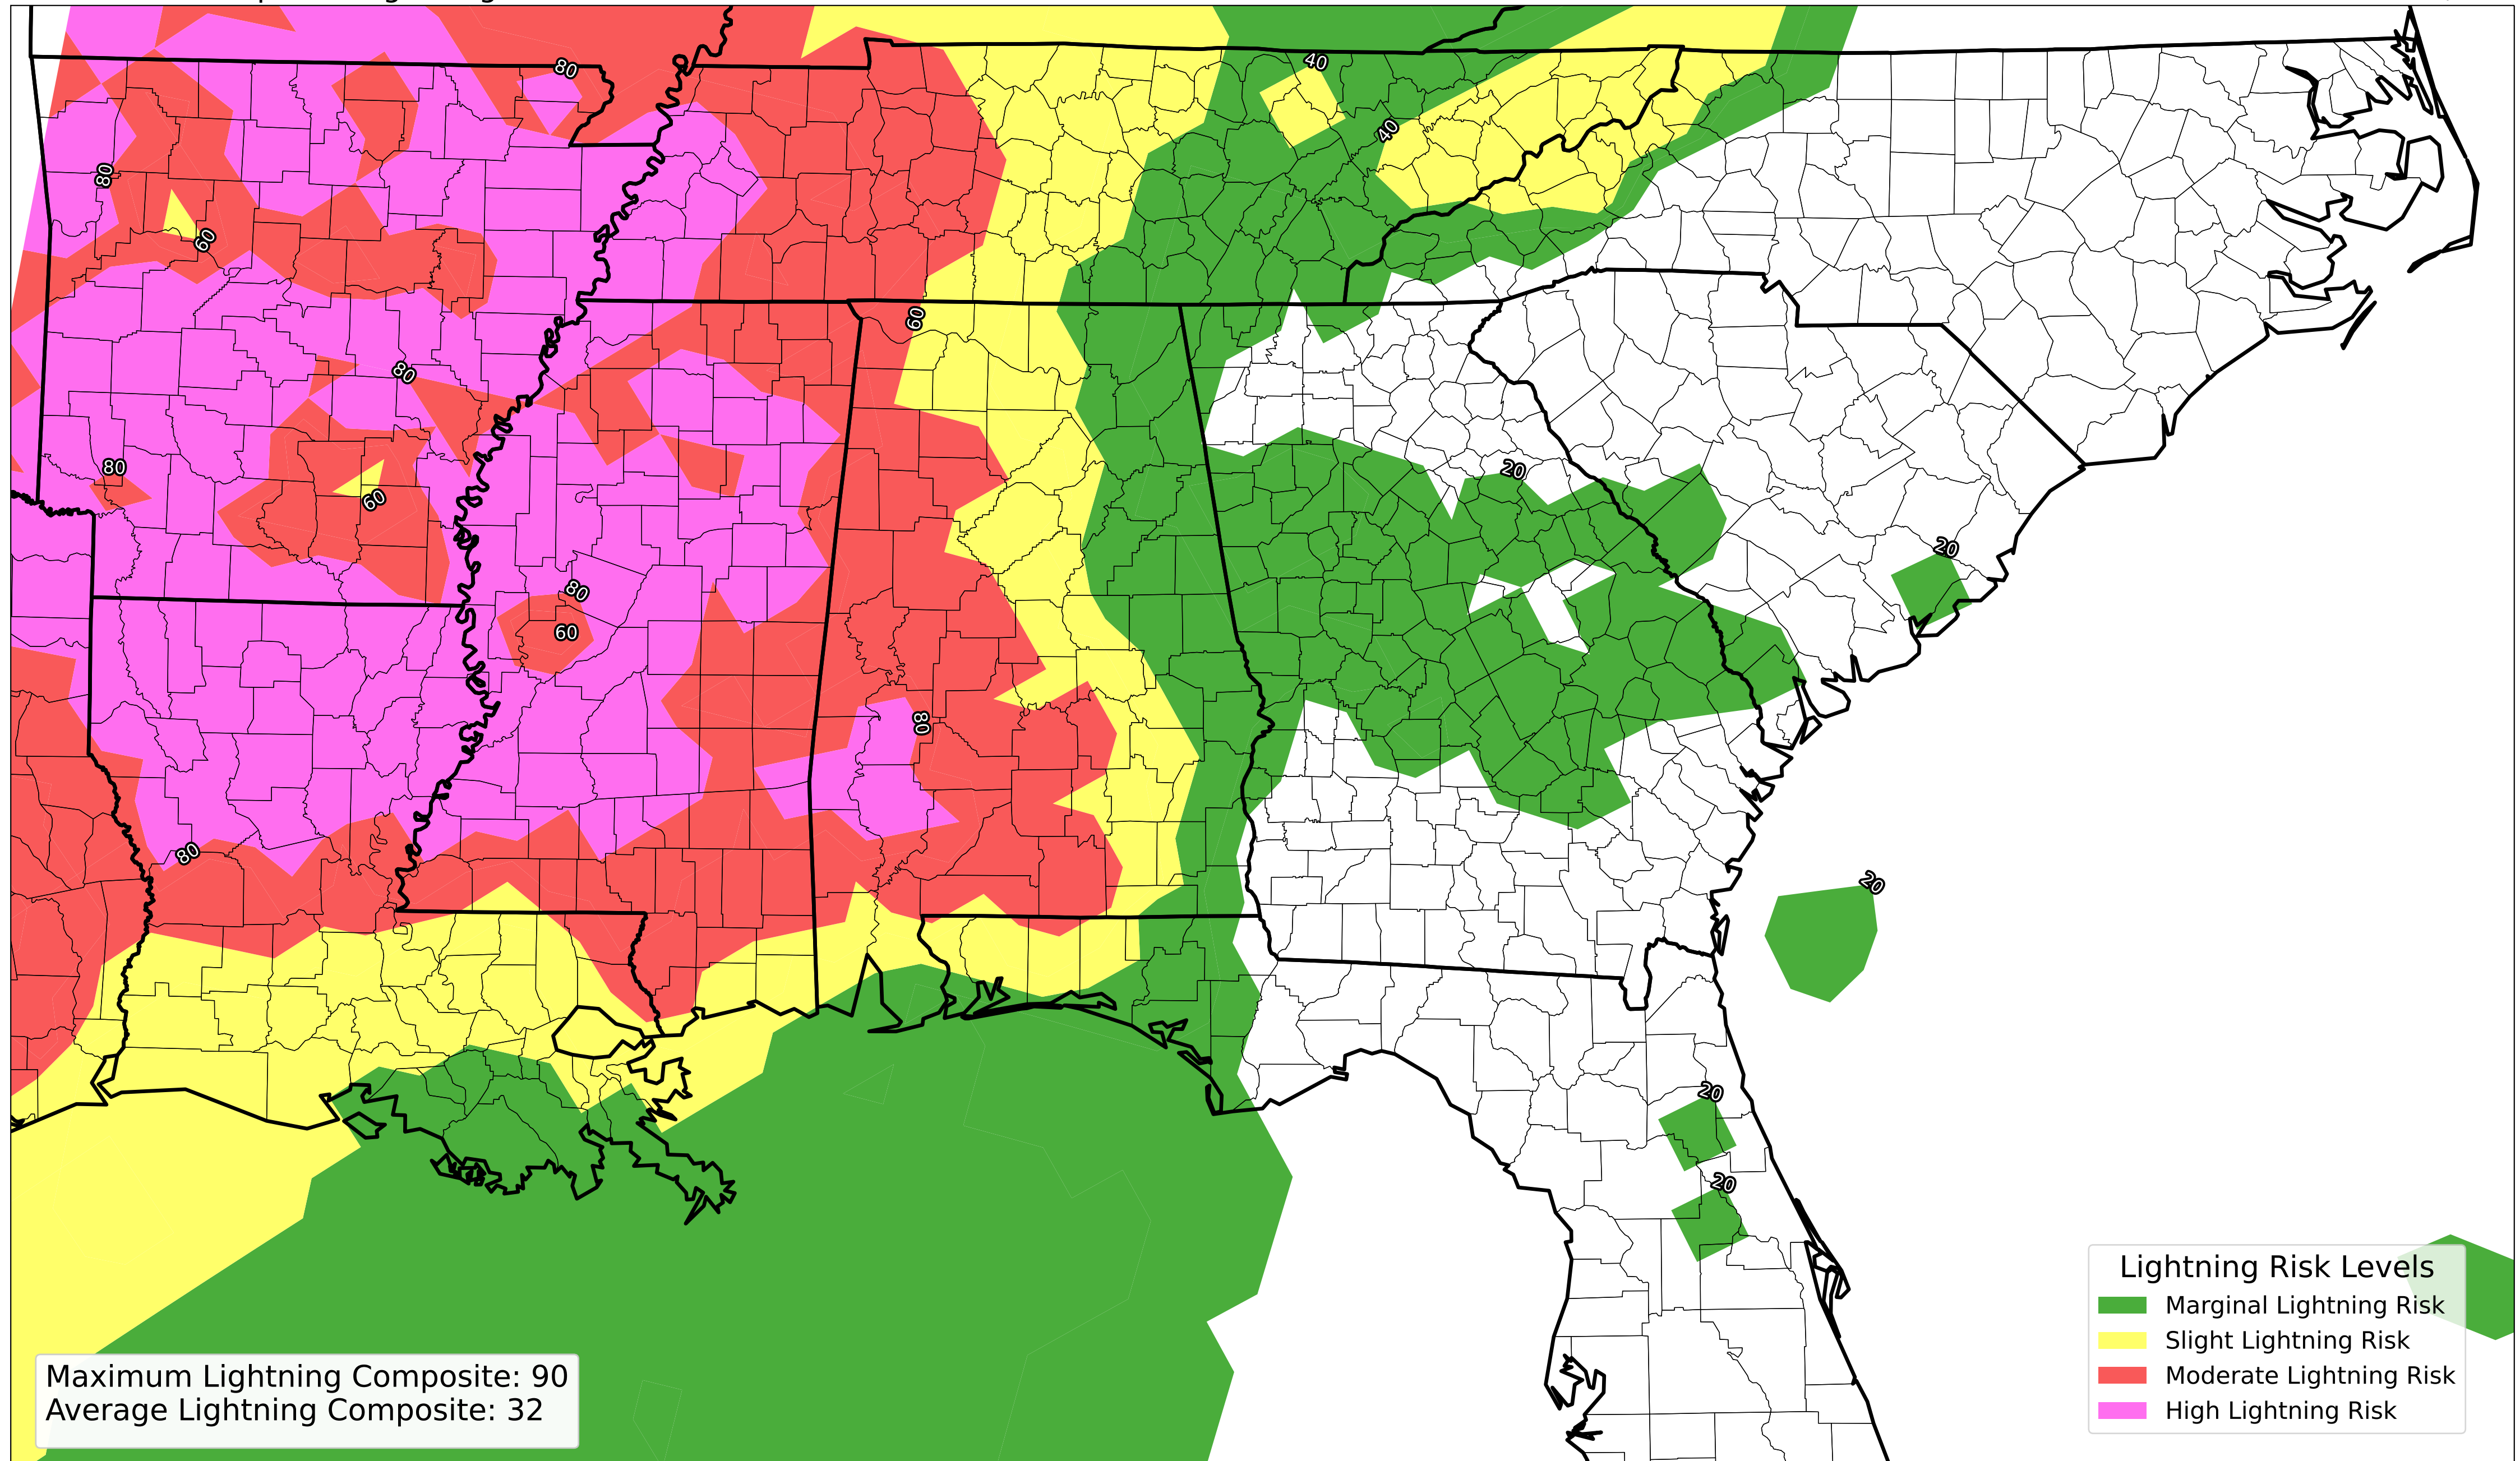 80
40
40
80
60
60
80
20
80
60
20
80
60
80
80
20
20
20
Lightning Risk Levels
Marginal Lightning Risk
Slight Lightning Risk
Moderate Lightning Risk
High Lightning Risk
Maximum Lightning Composite: 90
Average Lightning Composite: 32